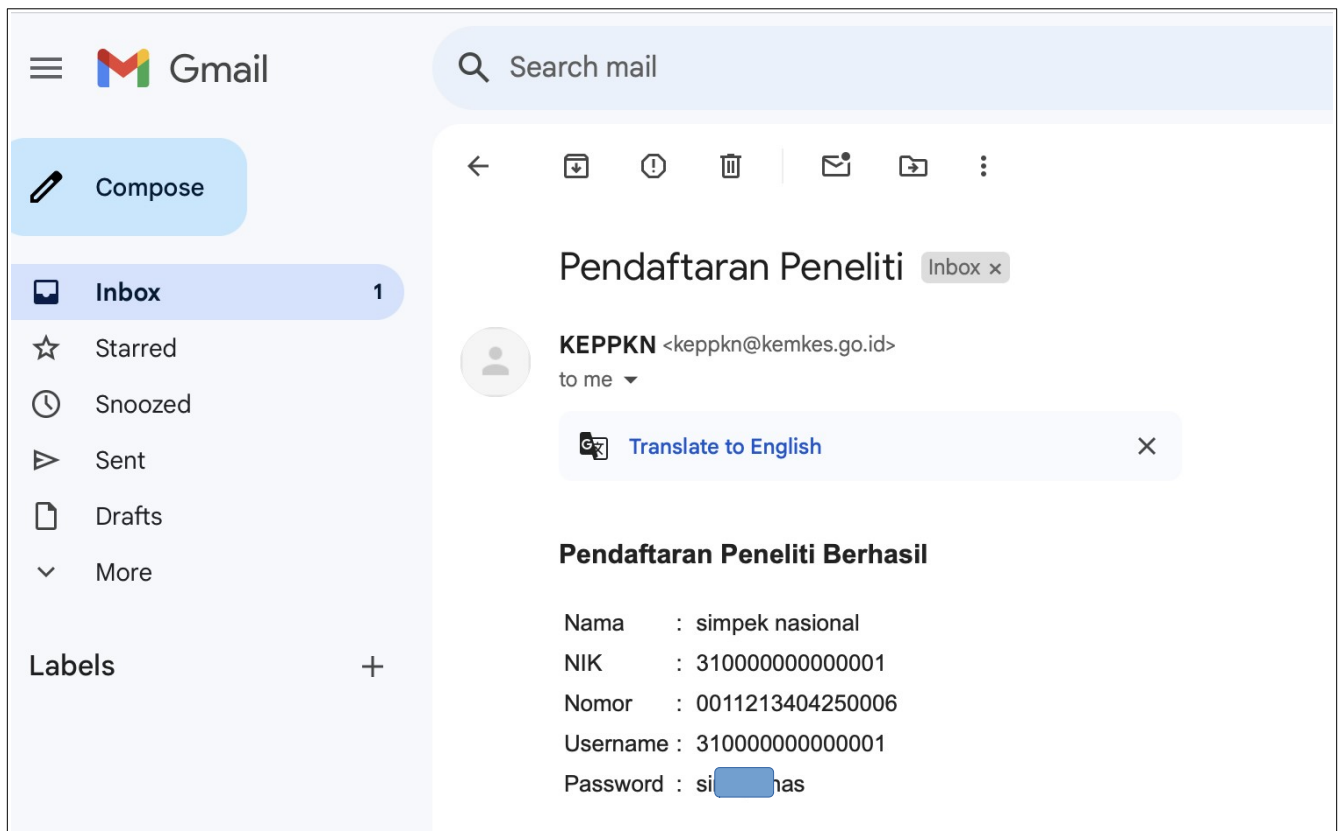 Gmail
Search mail
Compose
Inbox 1
Starred
Snoozed
Sent
Drafts
More
Labels
Pendaftaran Peneliti Inbox x
KEPPKN <keppkn@kemkes.go.id>
to me
Translate to English
Pendaftaran Peneliti Berhasil
Nama : simpek nasional
NIK : 310000000000001
Nomor : 0011213404250006
Username : 310000000000001
Password :